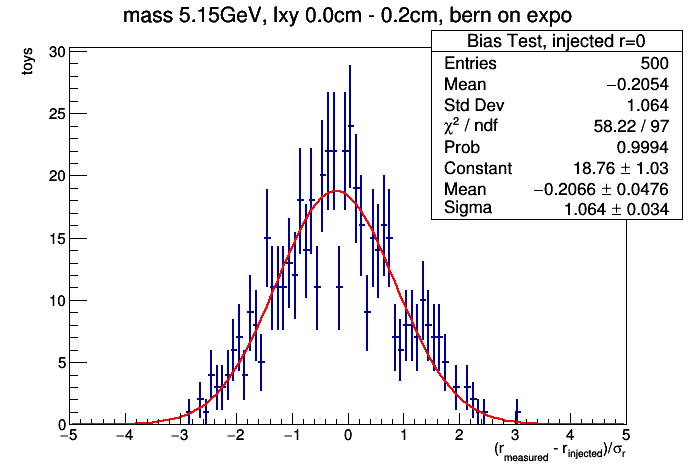 mass 5.15GeV, lxy 0.0cm - 0.2cm, bern on expo
Bias Test, injected r=0
Entries 500
Mean −0.2054
Std Dev 1.064
χ² / ndf 58.22 / 97
Prob 0.9994
Constant 18.76 ± 1.03
Mean −0.2066 ± 0.0476
Sigma 1.064 ± 0.034
toys
30
25
20
15
10
5
0
−5 −4 −3 −2 −1 0 1 2 3 4 5
(r_measured - r_injected)/σ_r